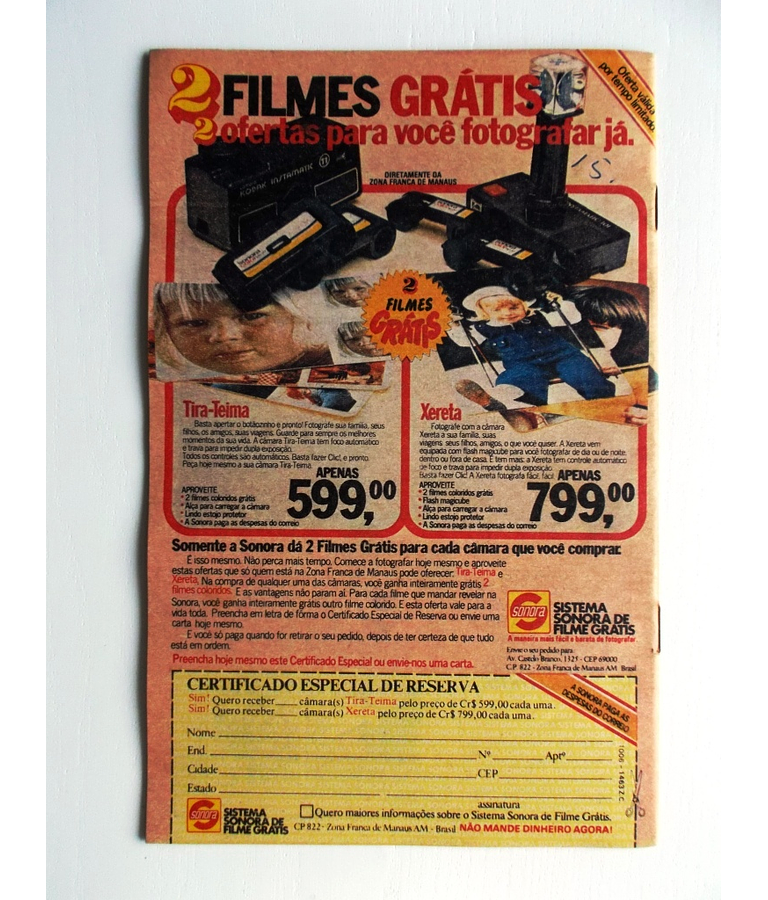 2 FILMES GRÁTIS
2 ofertas para você fotografar já.
Oferta válida
por tempo limitado
15.
DIRETAMENTE DA
ZONA FRANCA DE MANAUS
KODAK INSTAMATIC 11
SONORA
2
FILMES
GRÁTIS
Tira-Teima
Basta apertar o botãozinho e pronto! Fotografe sua família, seus
filhos, os amigos, suas viagens. Guarde para sempre os melhores
momentos da sua vida. A câmara Tira-Teima tem foco automático
e trava para impedir dupla exposição.
Todos os controles são automáticos. Basta fazer Clic!, e pronto.
Peça hoje mesmo a sua câmara Tira-Teima.
APENAS
599,00
APROVEITE
• 2 filmes coloridos grátis
• Alça para carregar a câmara
• Lindo estojo protetor
• A Sonora paga as despesas do correio
Xereta
Fotografe com a câmara
Xereta a sua família, suas
viagens, seus filhos, amigos, o que você quiser. A Xereta vem
equipada com flash magicube para você fotografar de dia ou de noite,
dentro ou fora de casa. E tem mais: a Xereta tem controle automático
de foco e trava para impedir dupla exposição.
Basta fazer Clic! A Xereta fotografa fácil, fácil.
APENAS
799,00
APROVEITE
• 2 filmes coloridos grátis
• Flash magicube
• Alça para carregar a câmara
• Lindo estojo protetor
• A Sonora paga as despesas do correio
Somente a Sonora dá 2 Filmes Grátis para cada câmara que você comprar.
É isso mesmo. Não perca mais tempo. Comece a fotografar hoje mesmo e aproveite
estas ofertas que só quem está na Zona Franca de Manaus pode oferecer: Tira-Teima e
Xereta. Na compra de qualquer uma das câmaras, você ganha inteiramente grátis 2
filmes coloridos. E as vantagens não param aí. Para cada filme que mandar revelar na
Sonora, você ganha inteiramente grátis outro filme colorido. E esta oferta vale para a
vida toda. Preencha em letra de fôrma o Certificado Especial de Reserva ou envie uma
carta hoje mesmo.
E você só paga quando for retirar o seu pedido, depois de ter certeza de que tudo
está em ordem.
Preencha hoje mesmo este Certificado Especial ou envie-nos uma carta.
sonora
SISTEMA
SONORA DE
FILME GRÁTIS
A maneira mais fácil e barata de fotografar
Envie o seu pedido para:
Av. Castelo Branco, 1325 - CEP 69000
C.P. 822 - Zona Franca de Manaus AM Brasil
A SONORA PAGA AS
DESPESAS DO CORREIO
CERTIFICADO ESPECIAL DE RESERVA
Sim! Quero receber câmara(s) Tira-Teima pelo preço de Cr$ 599,00 cada uma.
Sim! Quero receber câmara(s) Xereta pelo preço de Cr$ 799,00 cada uma.
Nome
End. Nº Aptº
Cidade CEP
Estado
assinatura
1006 - 1463 Z.C.
sonora
SISTEMA
SONORA DE
FILME GRÁTIS
Quero maiores informações sobre o Sistema Sonora de Filme Grátis.
CP 822 - Zona Franca de Manaus AM - Brasil NÃO MANDE DINHEIRO AGORA!